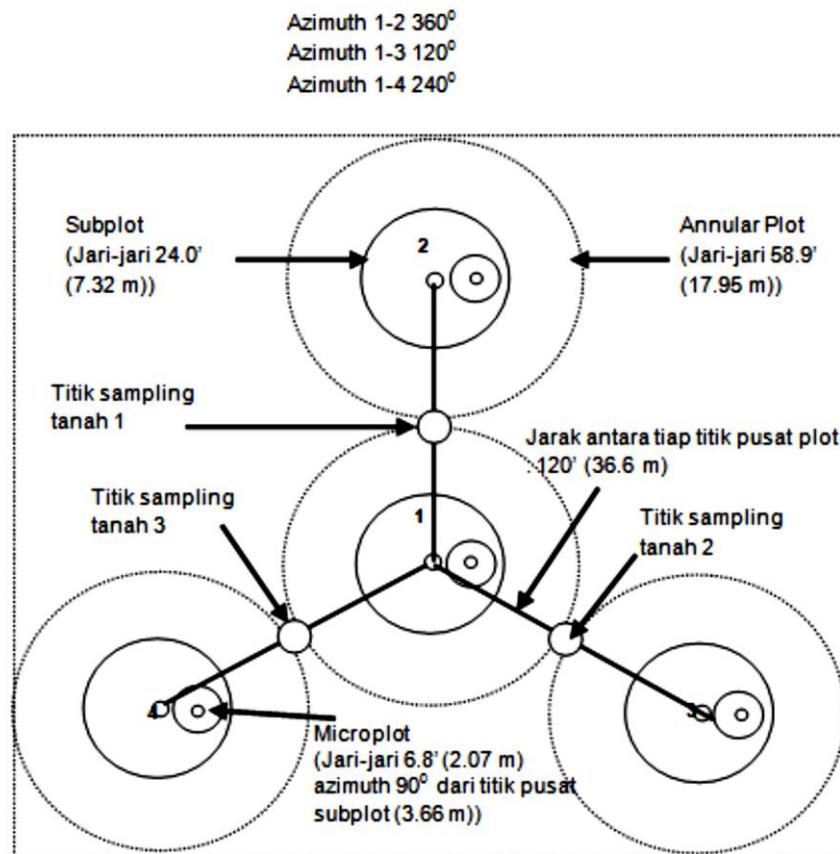 Azimuth 1-2 360⁰
Azimuth 1-3 120⁰
Azimuth 1-4 240⁰
Subplot
(Jari-jari 24.0’
(7.32 m))
2
Annular Plot
(Jari-jari 58.9’
(17.95 m))
Titik sampling
tanah 1
Jarak antara tiap titik pusat plot
: 120’ (36.6 m)
Titik sampling
tanah 3
1
Titik sampling
tanah 2
4
3
Microplot
(Jari-jari 6.8’ (2.07 m)
azimuth 90⁰ dari titik pusat
subplot (3.66 m))